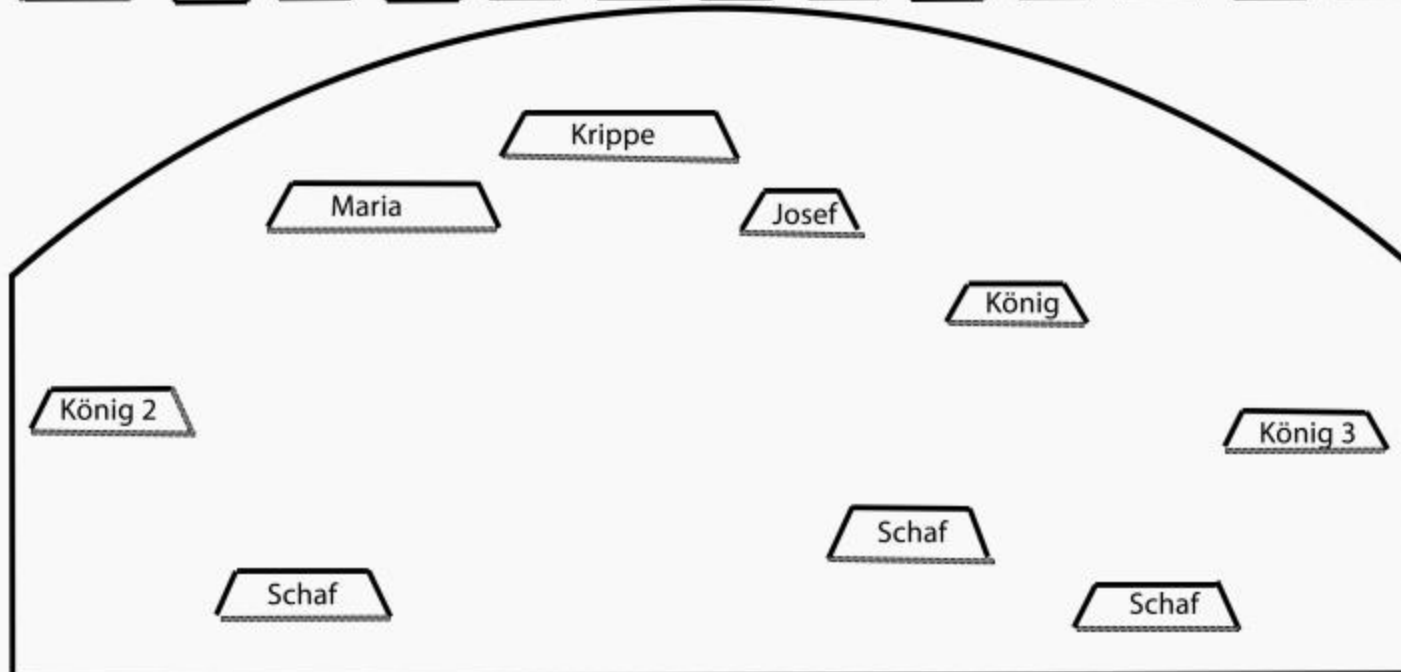 Krippe
Maria
Josef
König
König 2
König 3
Schaf
Schaf
Schaf